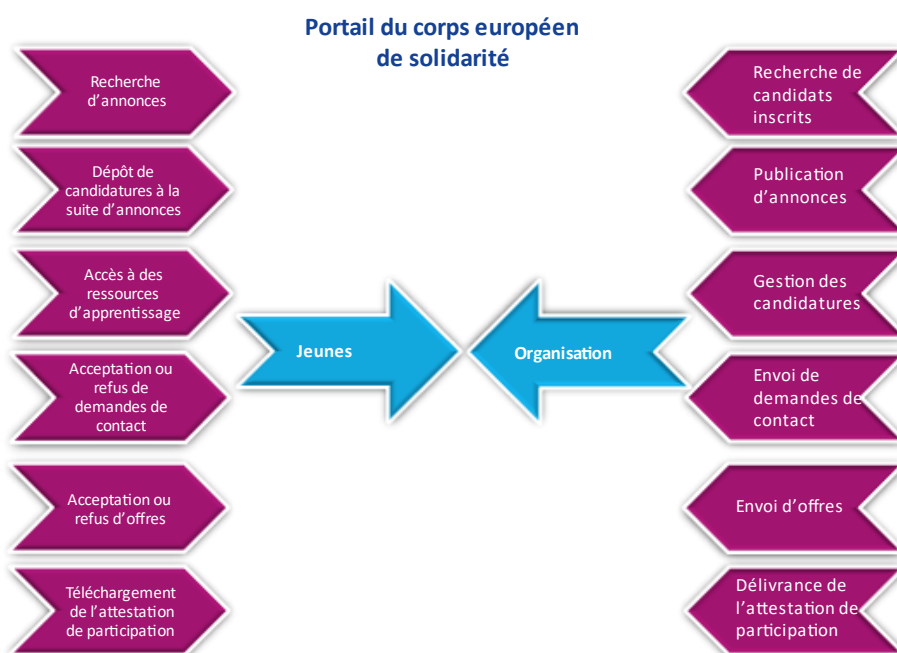 Portail du corps européen
de solidarité
Recherche
d'annonces
Dépôt de
candidatures à la
suite d'annonces
Accès à des
ressources
d'apprentissage
Acceptation ou
refus de
demandes de
contact
Acceptation ou
refus d'offres
Téléchargement
de l'attestation
de participation
Jeunes
Organisation
Recherche de
candidats
inscrits
Publication
d'annonces
Gestion des
candidatures
Envoi de
demandes de
contact
Envoi d'offres
Délivrance de
l'attestation de
participation